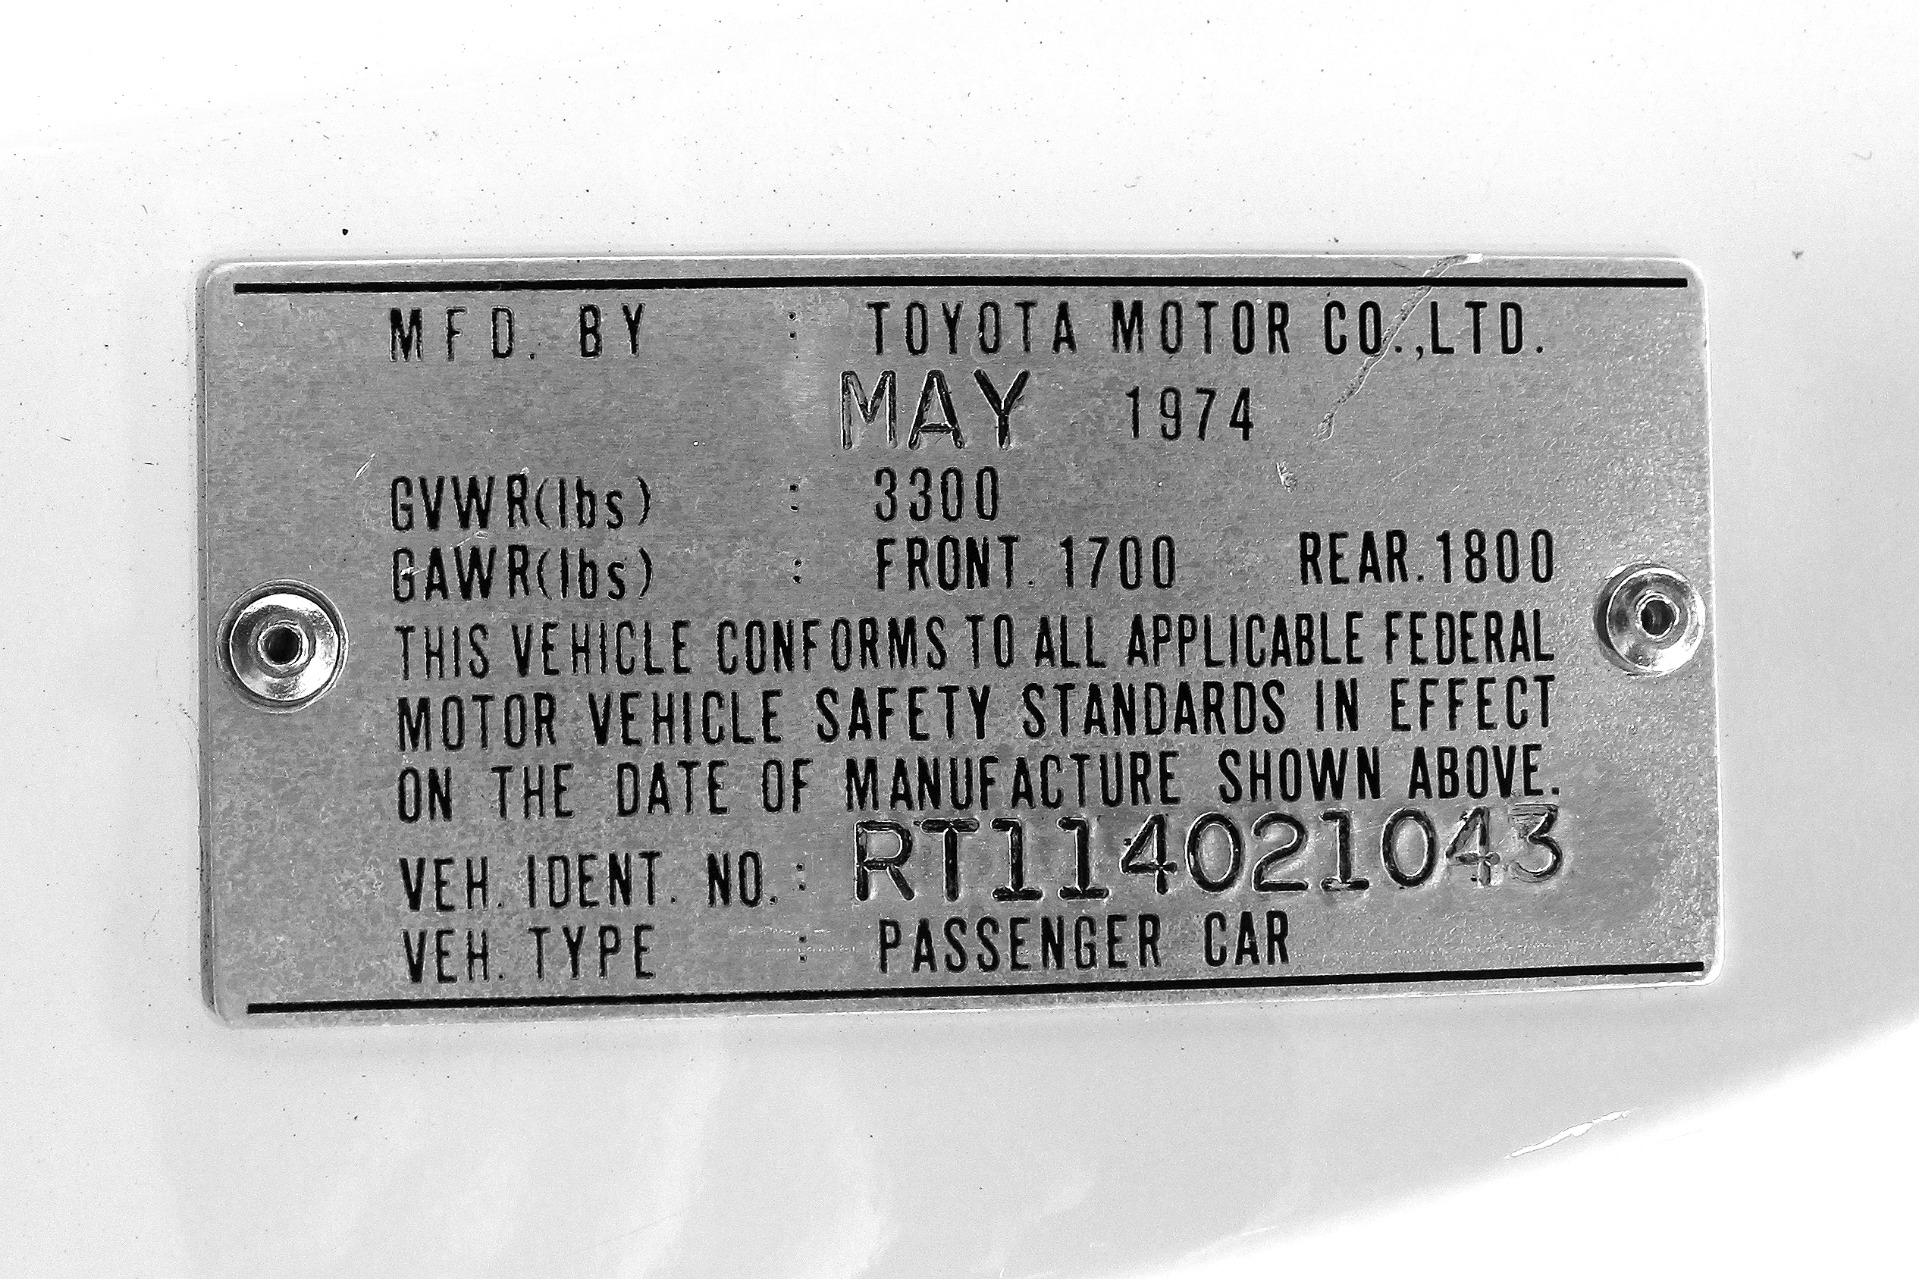 MFD. BY : TOYOTA MOTOR CO.,LTD.
MAY 1974
GVWR(lbs) : 3300
GAWR(lbs) : FRONT. 1700 REAR. 1800
THIS VEHICLE CONFORMS TO ALL APPLICABLE FEDERAL
MOTOR VEHICLE SAFETY STANDARDS IN EFFECT
ON THE DATE OF MANUFACTURE SHOWN ABOVE.
VEH. IDENT. NO. : RT114021043
VEH. TYPE : PASSENGER CAR